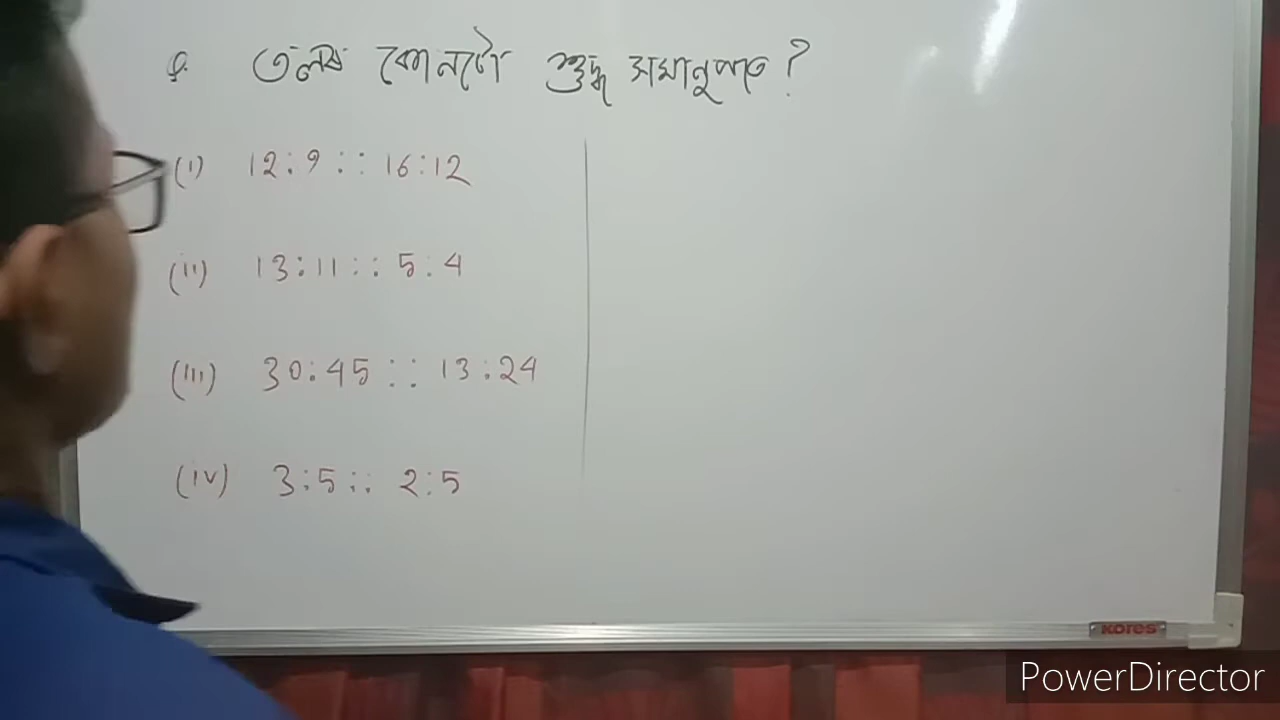 Q. তলৰ কোনটো শুদ্ধ সমানুপাত ?
(i) 12 : 9 :: 16 : 12
(ii) 13 : 11 :: 5 : 4
(iii) 30 : 45 :: 13 : 24
(iv) 3 : 5 :: 2 : 5
KORES
PowerDirector